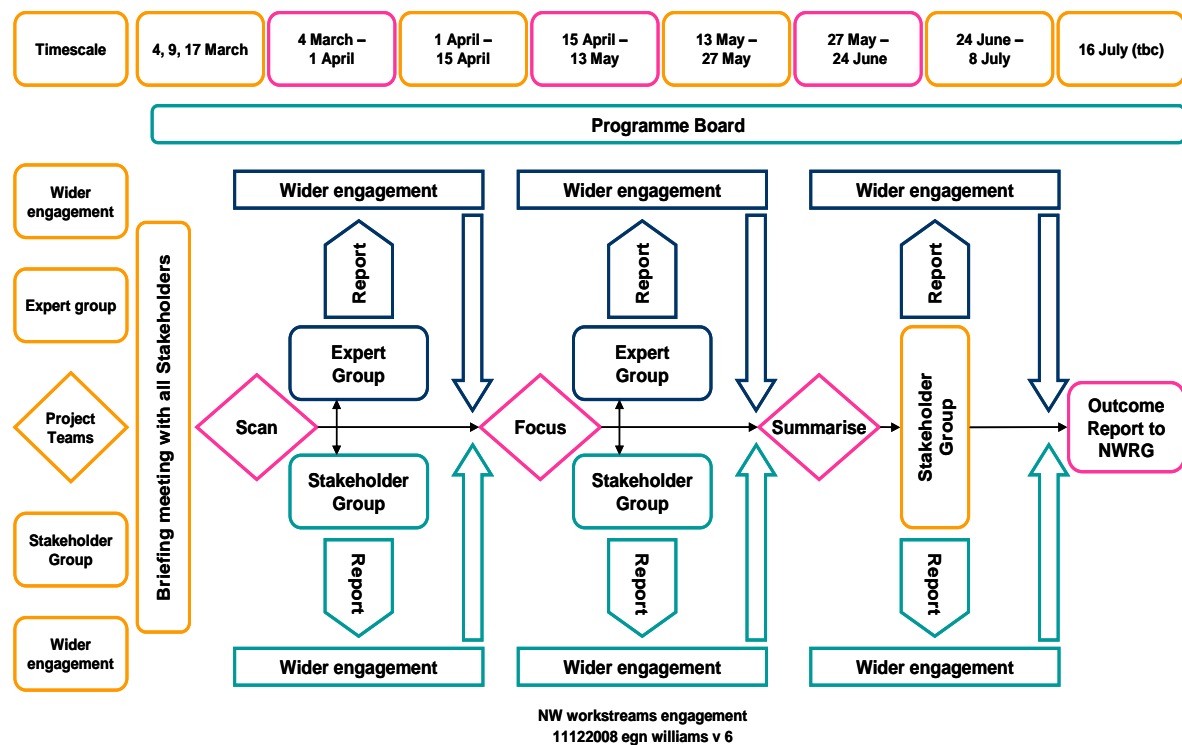 Timescale
4, 9, 17 March
4 March –
1 April
1 April –
15 April
15 April –
13 May
13 May –
27 May
27 May –
24 June
24 June –
8 July
16 July (tbc)
Programme Board
Wider
engagement
Expert group
Project
Teams
Stakeholder
Group
Wider
engagement
Briefing meeting with all Stakeholders
Wider engagement
Wider engagement
Wider engagement
Report
Report
Report
Expert
Group
Expert
Group
Scan
Focus
Summarise
Stakeholder
Group
Outcome
Report to
NWRG
Stakeholder
Group
Stakeholder
Group
Report
Report
Report
Wider engagement
Wider engagement
Wider engagement
NW workstreams engagement
11122008 egn williams v 6